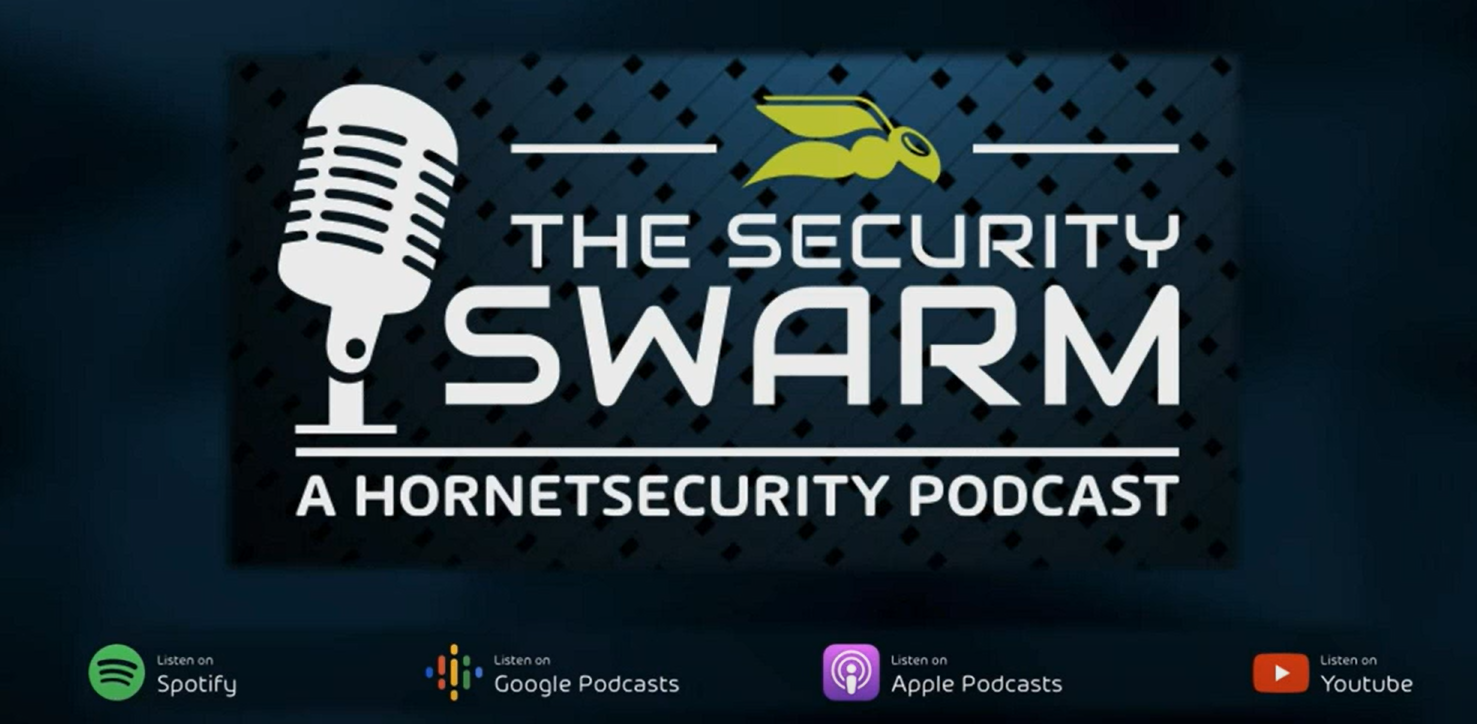 THE SECURITY
SWARM
A HORNETSECURITY PODCAST
Listen on
Spotify
Listen on
Google Podcasts
Listen on
Apple Podcasts
Listen on
Youtube